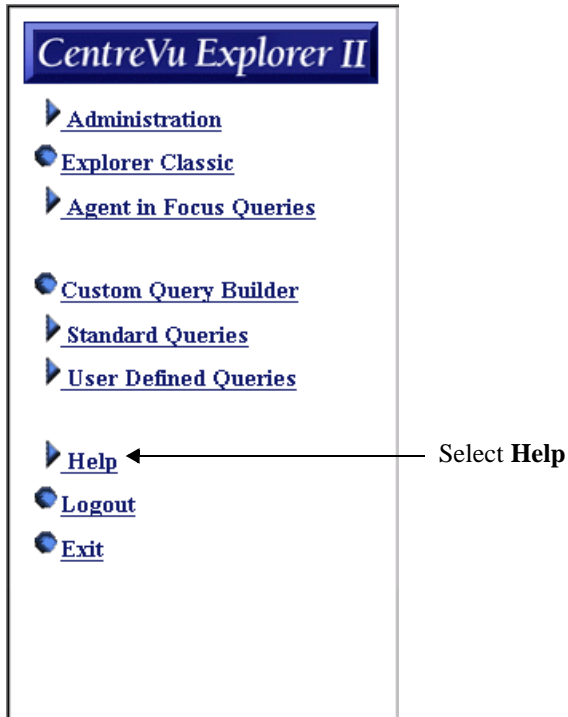 CentreVu Explorer II
Administration
Explorer Classic
Agent in Focus Queries
Custom Query Builder
Standard Queries
User Defined Queries
Help
Select Help
Logout
Exit